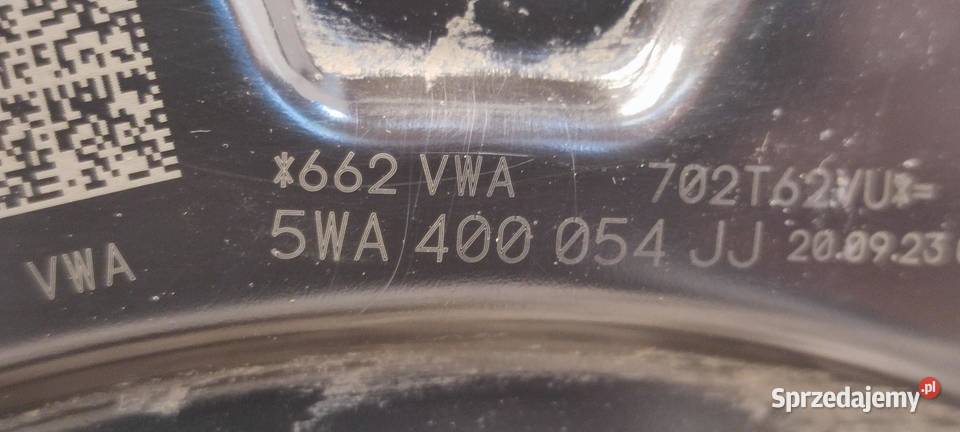 *662 VWA 702T62VU*=
5WA 400 054 JJ 20.09.23
VWA
Sprzedajemy.pl